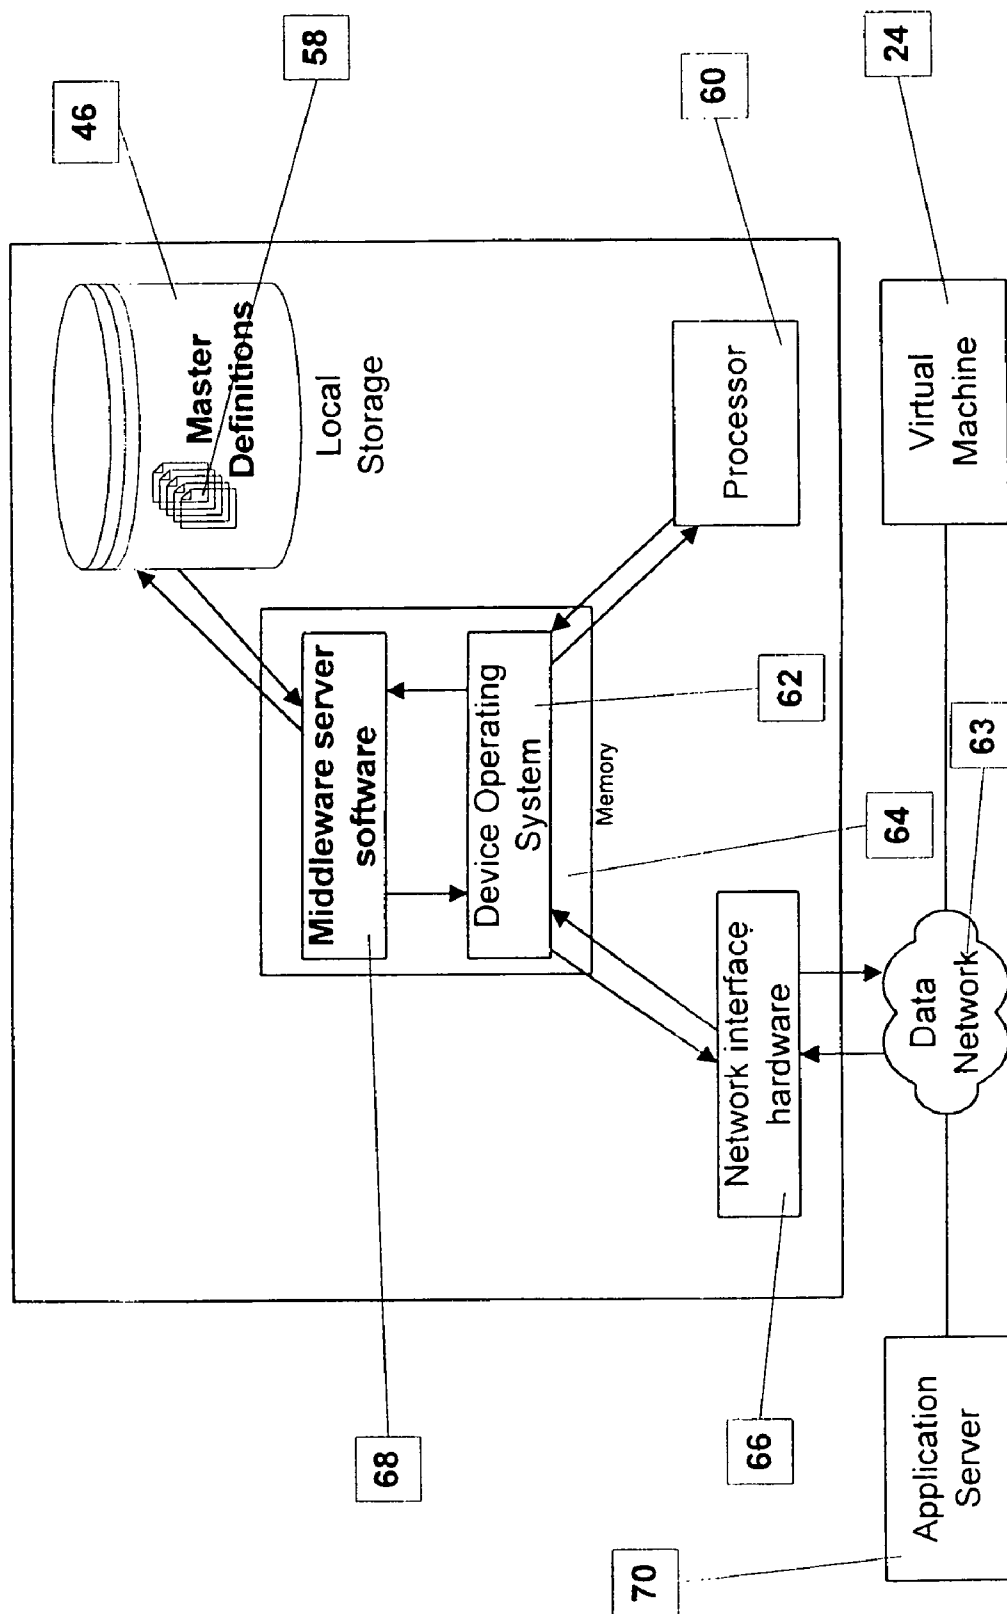 46
58
Master
Definitions
Local
Storage
68
Middleware server
software
Device Operating
System
Memory
62
64
60
Processor
66
Network interface
hardware
24
Virtual
Machine
63
Data
Network
70
Application
Server